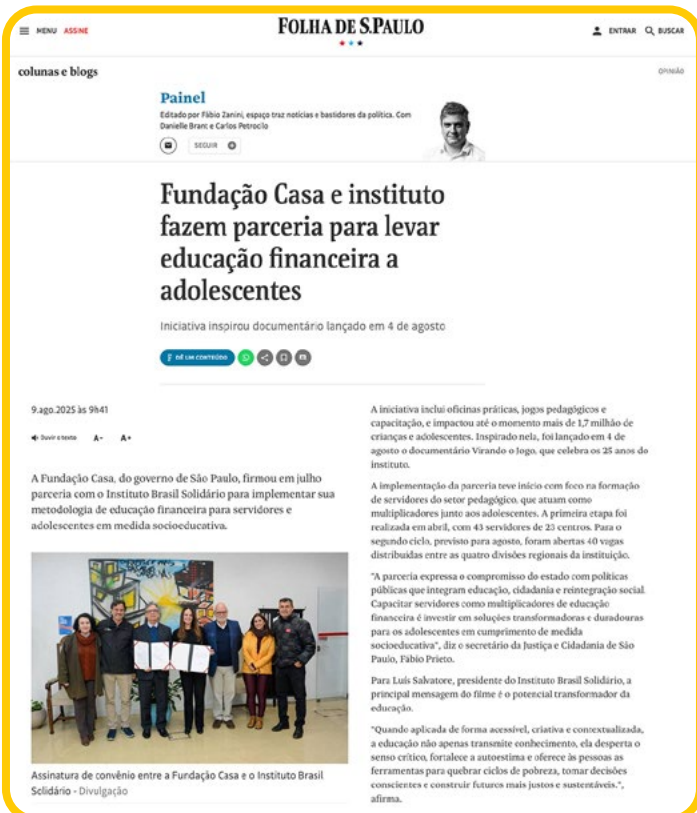 MENU ASSINE
FOLHA DE S.PAULO
ENTRAR
BUSCAR
colunas e blogs
OPINIÃO
Painel
Editado por Fábio Zanini, espaço traz notícias e bastidores da política. Com
Danielle Brant e Carlos Petrocilo
SEGUIR
Fundação Casa e instituto
fazem parceria para levar
educação financeira a
adolescentes
Iniciativa inspirou documentário lançado em 4 de agosto
F DÊ UM CONTEÚDO
9.ago.2025 às 9h41
Ouvir o texto
A- A+
A Fundação Casa, do governo de São Paulo, firmou em julho
parceria com o Instituto Brasil Solidário para implementar sua
metodologia de educação financeira para servidores e
adolescentes em medida socioeducativa.
Assinatura de convênio entre a Fundação Casa e o Instituto Brasil
Solidário - Divulgação
A iniciativa inclui oficinas práticas, jogos pedagógicos e
capacitação, e impactou até o momento mais de 1,7 milhão de
crianças e adolescentes. Inspirado nela, foi lançado em 4 de
agosto o documentário Virando o Jogo, que celebra os 25 anos do
instituto.
A implementação da parceria teve início com foco na formação
de servidores do setor pedagógico, que atuam como
multiplicadores junto aos adolescentes. A primeira etapa foi
realizada em abril, com 43 servidores de 23 centros. Para o
segundo ciclo, previsto para agosto, foram abertas 40 vagas
distribuídas entre as quatro divisões regionais da instituição.
"A parceria expressa o compromisso do estado com políticas
públicas que integram educação, cidadania e reintegração social.
Capacitar servidores como multiplicadores de educação
financeira é investir em soluções transformadoras e duradouras
para os adolescentes em cumprimento de medida
socioeducativa", diz o secretário da Justiça e Cidadania de São
Paulo, Fábio Prieto.
Para Luis Salvatore, presidente do Instituto Brasil Solidário, a
principal mensagem do filme é o potencial transformador da
educação.
"Quando aplicada de forma acessível, criativa e contextualizada,
a educação não apenas transmite conhecimento, ela desperta o
senso crítico, fortalece a autoestima e oferece às pessoas as
ferramentas para quebrar ciclos de pobreza, tomar decisões
conscientes e construir futuros mais justos e sustentáveis.",
afirma.